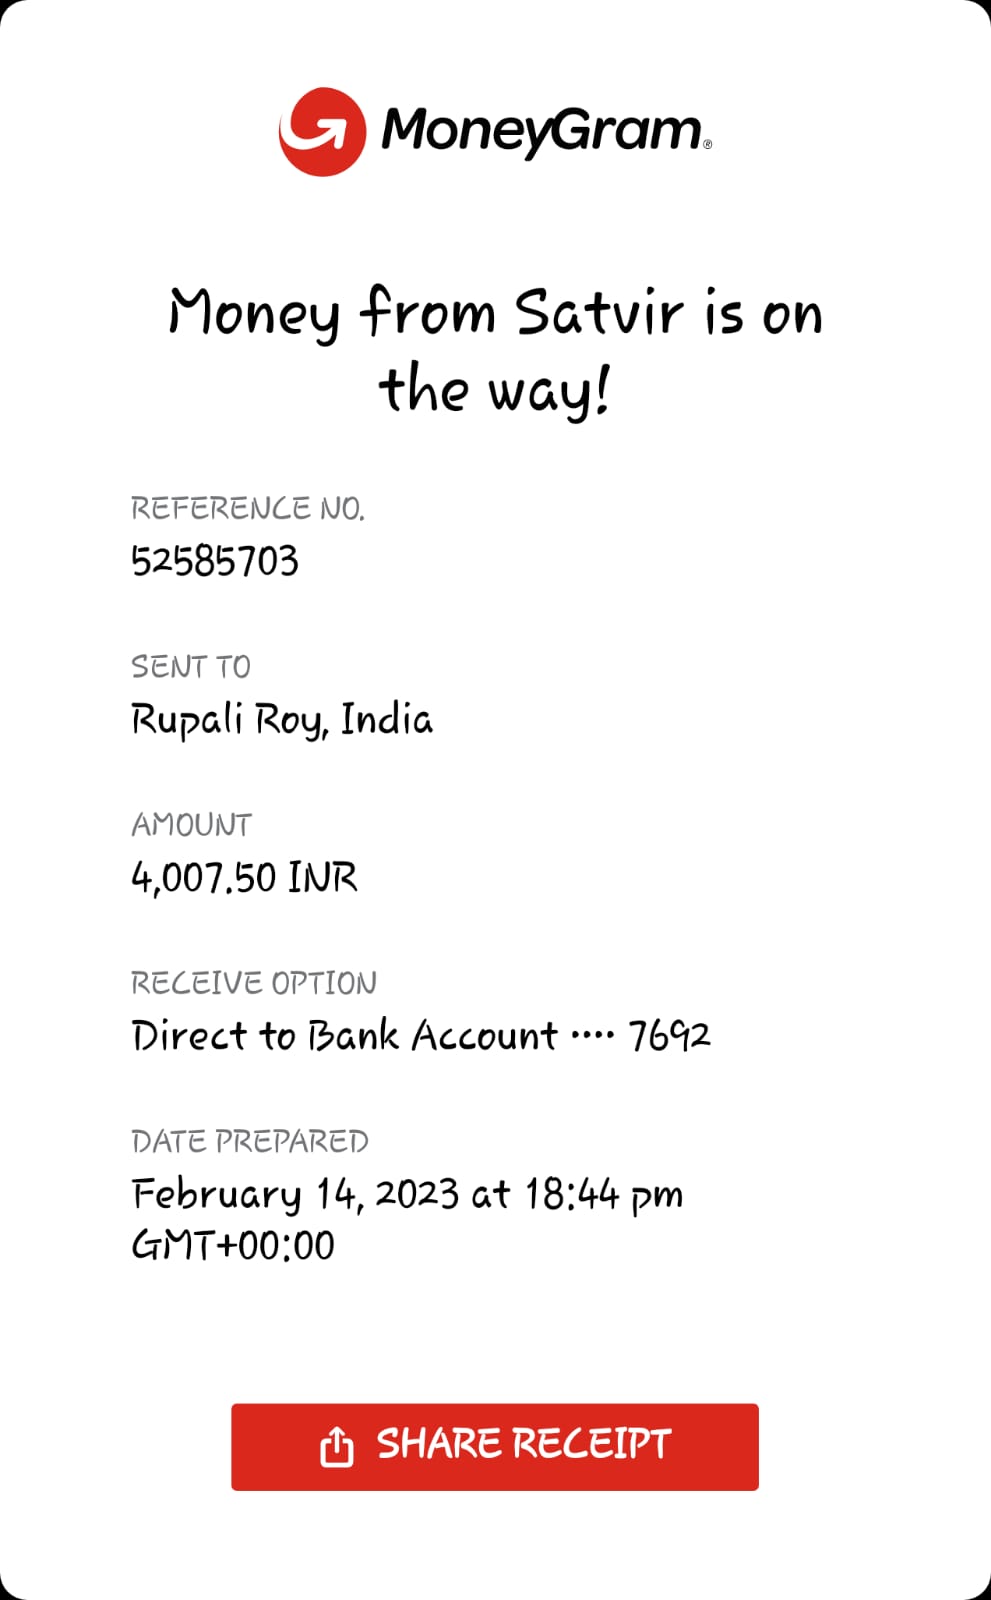 MoneyGram®
Money from Satvir is on
the way!
REFERENCE NO.
52585703
SENT TO
Rupali Roy, India
AMOUNT
4,007.50 INR
RECEIVE OPTION
Direct to Bank Account •••• 7692
DATE PREPARED
February 14, 2023 at 18:44 pm
GMT+00:00
SHARE RECEIPT